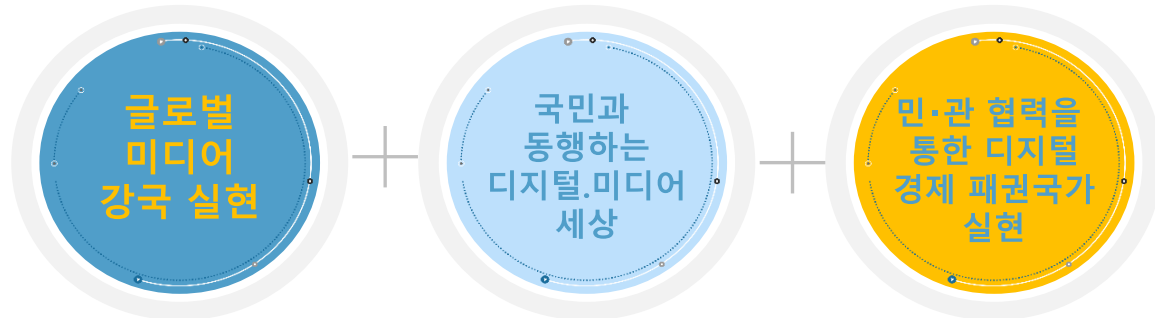 글로벌
미디어
강국 실현
국민과
동행하는
디지털.미디어
세상
민·관 협력을
통한 디지털
경제 패권국가
실현